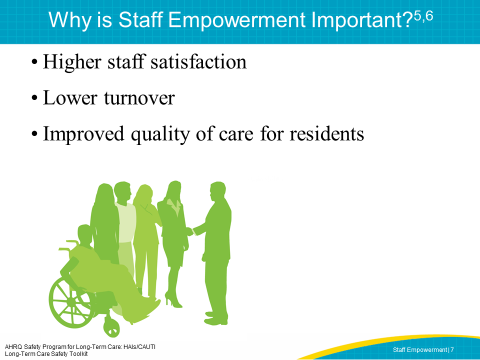 Why is Staff Empowerment Important?5,6
• Higher staff satisfaction
• Lower turnover
• Improved quality of care for residents
AHRQ Safety Program for Long-Term Care: HAIs/CAUTI
Long-Term Care Safety Toolkit
Staff Empowerment| 7